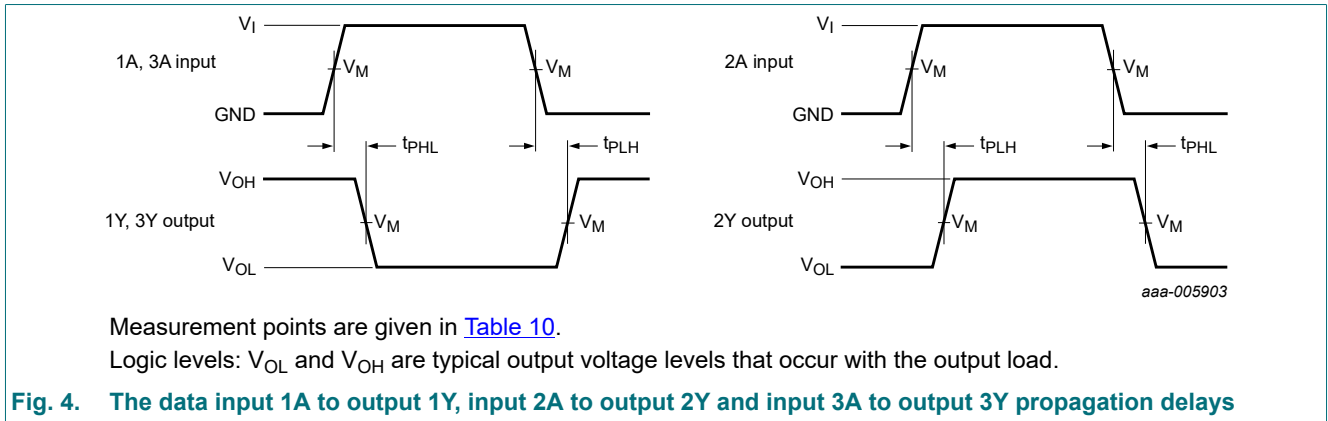 V_I
1A, 3A input
V_M
V_M
GND
t_PHL
t_PLH
V_OH
1Y, 3Y output
V_M
V_M
V_OL
V_I
2A input
V_M
V_M
GND
t_PLH
t_PHL
V_OH
2Y output
V_M
V_M
V_OL
aaa-005903
Measurement points are given in Table 10.
Logic levels: V_OL and V_OH are typical output voltage levels that occur with the output load.
Fig. 4. The data input 1A to output 1Y, input 2A to output 2Y and input 3A to output 3Y propagation delays